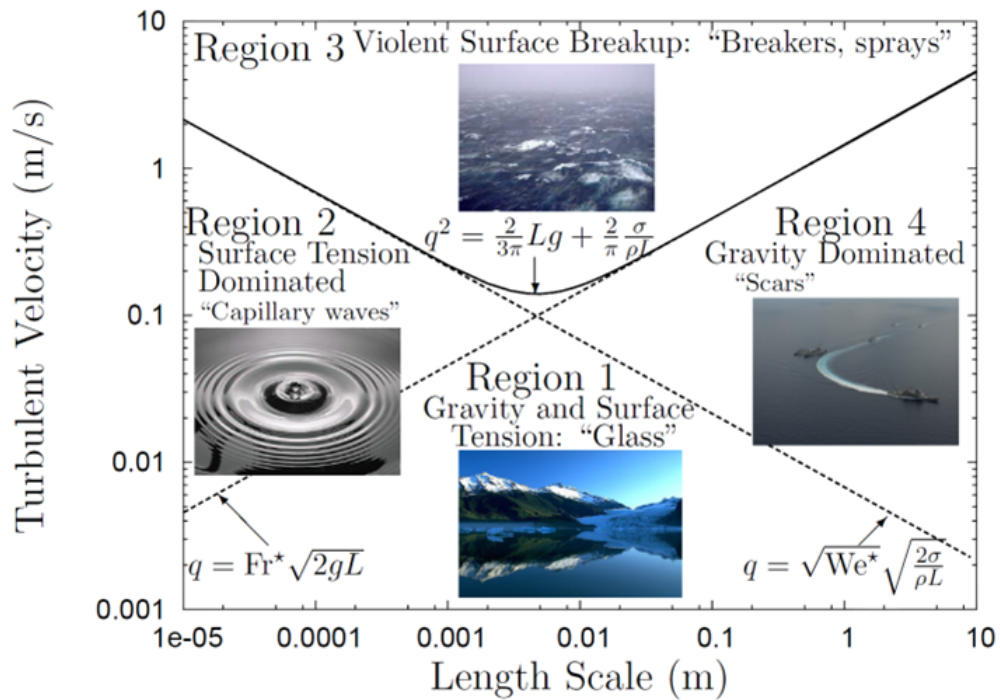 10
Region 3 Violent Surface Breakup: “Breakers, sprays”
1
Region 2
Surface Tension
Dominated
“Capillary waves”
q² = 2/3π Lg + 2/π σ/ρL
Region 4
Gravity Dominated
“Scars”
0.1
Region 1
Gravity and Surface
Tension: “Glass”
0.01
q = Fr⋆ √2gL
q = √We⋆ √2σ/ρL
0.001
1e-05 0.0001 0.001 0.01 0.1 1 10
Length Scale (m)
Turbulent Velocity (m/s)